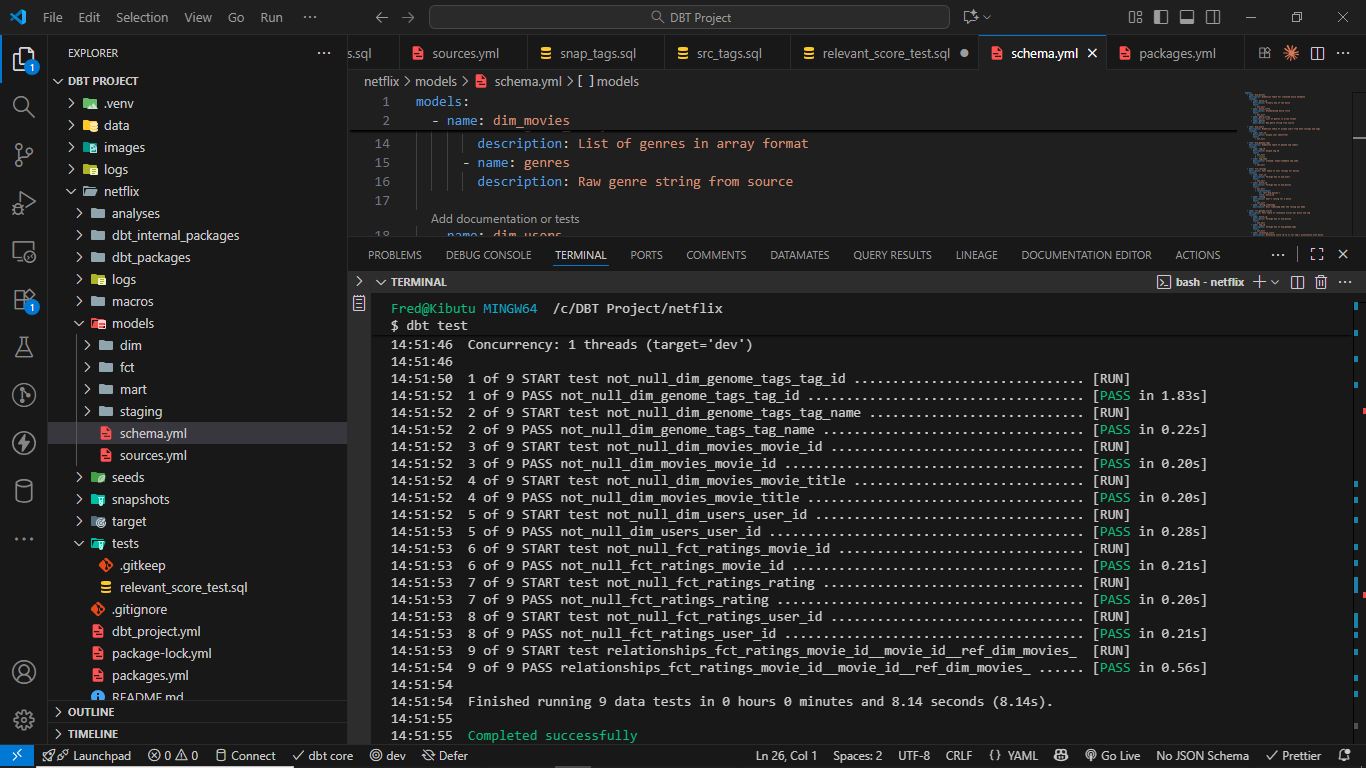 File Edit Selection View Go Run ··· DBT Project
EXPLORER ···
DBT PROJECT
.venv
data
images
logs
netflix
analyses
dbt_internal_packages
dbt_packages
logs
macros
models
dim
fct
mart
staging
schema.yml
sources.yml
seeds
snapshots
target
tests
.gitkeep
relevant_score_test.sql
.gitignore
dbt_project.yml
package-lock.yml
packages.yml
README.md
OUTLINE
TIMELINE
1
1
s.sql sources.yml snap_tags.sql src_tags.sql relevant_score_test.sql schema.yml packages.yml
netflix > models > schema.yml > [ ] models
1 models:
2 - name: dim_movies
14 description: List of genres in array format
15 - name: genres
16 description: Raw genre string from source
17
Add documentation or tests
18 - name: dim_users
PROBLEMS DEBUG CONSOLE TERMINAL PORTS COMMENTS DATAMATES QUERY RESULTS LINEAGE DOCUMENTATION EDITOR ACTIONS ···
TERMINAL bash - netflix
Fred@Kibutu MINGW64 /c/DBT Project/netflix
$ dbt test
14:51:46 Concurrency: 1 threads (target='dev')
14:51:46
14:51:50 1 of 9 START test not_null_dim_genome_tags_tag_id .............................. [RUN]
14:51:52 1 of 9 PASS not_null_dim_genome_tags_tag_id .................................... [PASS in 1.83s]
14:51:52 2 of 9 START test not_null_dim_genome_tags_tag_name ............................ [RUN]
14:51:52 2 of 9 PASS not_null_dim_genome_tags_tag_name .................................. [PASS in 0.22s]
14:51:52 3 of 9 START test not_null_dim_movies_movie_id ................................. [RUN]
14:51:52 3 of 9 PASS not_null_dim_movies_movie_id ....................................... [PASS in 0.20s]
14:51:52 4 of 9 START test not_null_dim_movies_movie_title .............................. [RUN]
14:51:52 4 of 9 PASS not_null_dim_movies_movie_title .................................... [PASS in 0.20s]
14:51:52 5 of 9 START test not_null_dim_users_user_id ................................... [RUN]
14:51:53 5 of 9 PASS not_null_dim_users_user_id ......................................... [PASS in 0.28s]
14:51:53 6 of 9 START test not_null_fct_ratings_movie_id ................................ [RUN]
14:51:53 6 of 9 PASS not_null_fct_ratings_movie_id ...................................... [PASS in 0.21s]
14:51:53 7 of 9 START test not_null_fct_ratings_rating .................................. [RUN]
14:51:53 7 of 9 PASS not_null_fct_ratings_rating ........................................ [PASS in 0.20s]
14:51:53 8 of 9 START test not_null_fct_ratings_user_id ................................. [RUN]
14:51:53 8 of 9 PASS not_null_fct_ratings_user_id ....................................... [PASS in 0.21s]
14:51:53 9 of 9 START test relationships_fct_ratings_movie_id__movie_id__ref_dim_movies_ [RUN]
14:51:54 9 of 9 PASS relationships_fct_ratings_movie_id__movie_id__ref_dim_movies_ ...... [PASS in 0.56s]
14:51:54
14:51:54 Finished running 9 data tests in 0 hours 0 minutes and 8.14 seconds (8.14s).
14:51:55
14:51:55 Completed successfully
Launchpad 0 0 Connect dbt core dev Defer Ln 26, Col 1 Spaces: 2 UTF-8 CRLF {} YAML Go Live No JSON Schema Prettier